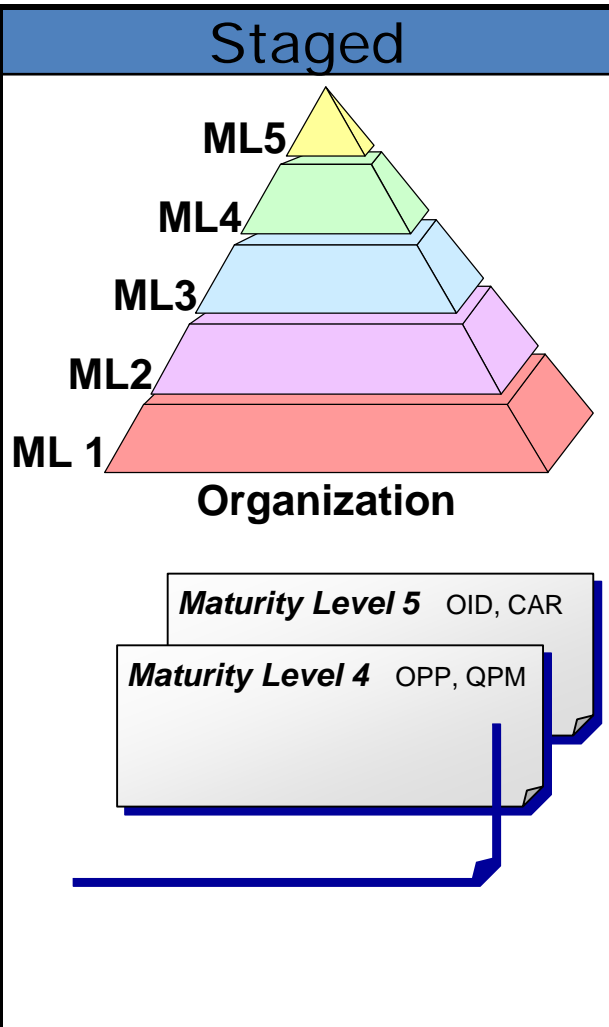 Staged
ML5
ML4
ML3
ML2
ML 1
Organization
Maturity Level 5 OID, CAR
Maturity Level 4 OPP, QPM